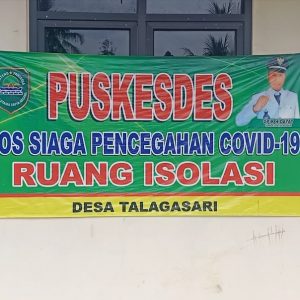 PUSKESDES
OS SIAGA PENCEGAHAN COVID-19
RUANG ISOLASI
DESA TALAGASARI